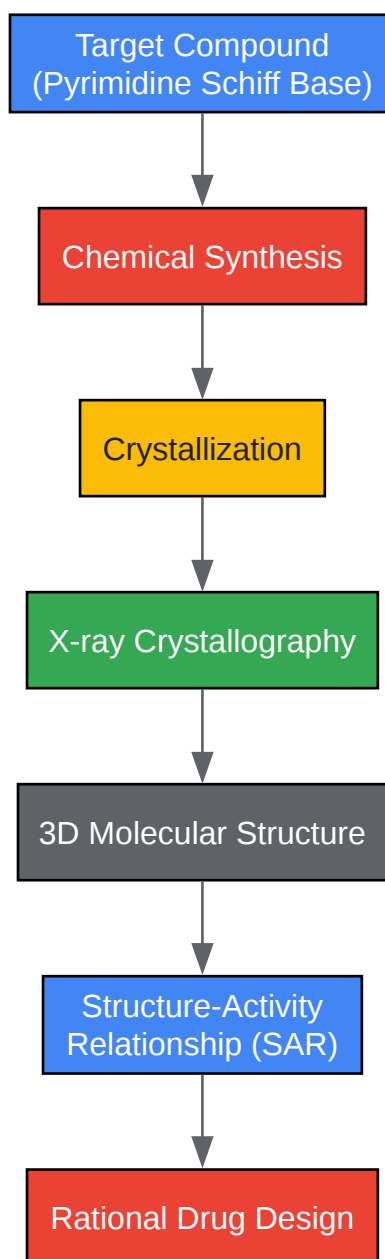 Target Compound
(Pyrimidine Schiff Base)
Chemical Synthesis
Crystallization
X-ray Crystallography
3D Molecular Structure
Structure-Activity
Relationship (SAR)
Rational Drug Design